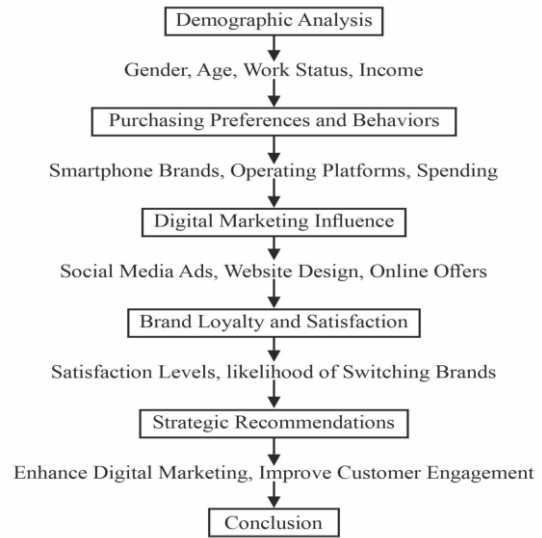 Demographic Analysis
Gender, Age, Work Status, Income
Purchasing Preferences and Behaviors
Smartphone Brands, Operating Platforms, Spending
Digital Marketing Influence
Social Media Ads, Website Design, Online Offers
Brand Loyalty and Satisfaction
Satisfaction Levels, likelihood of Switching Brands
Strategic Recommendations
Enhance Digital Marketing, Improve Customer Engagement
Conclusion